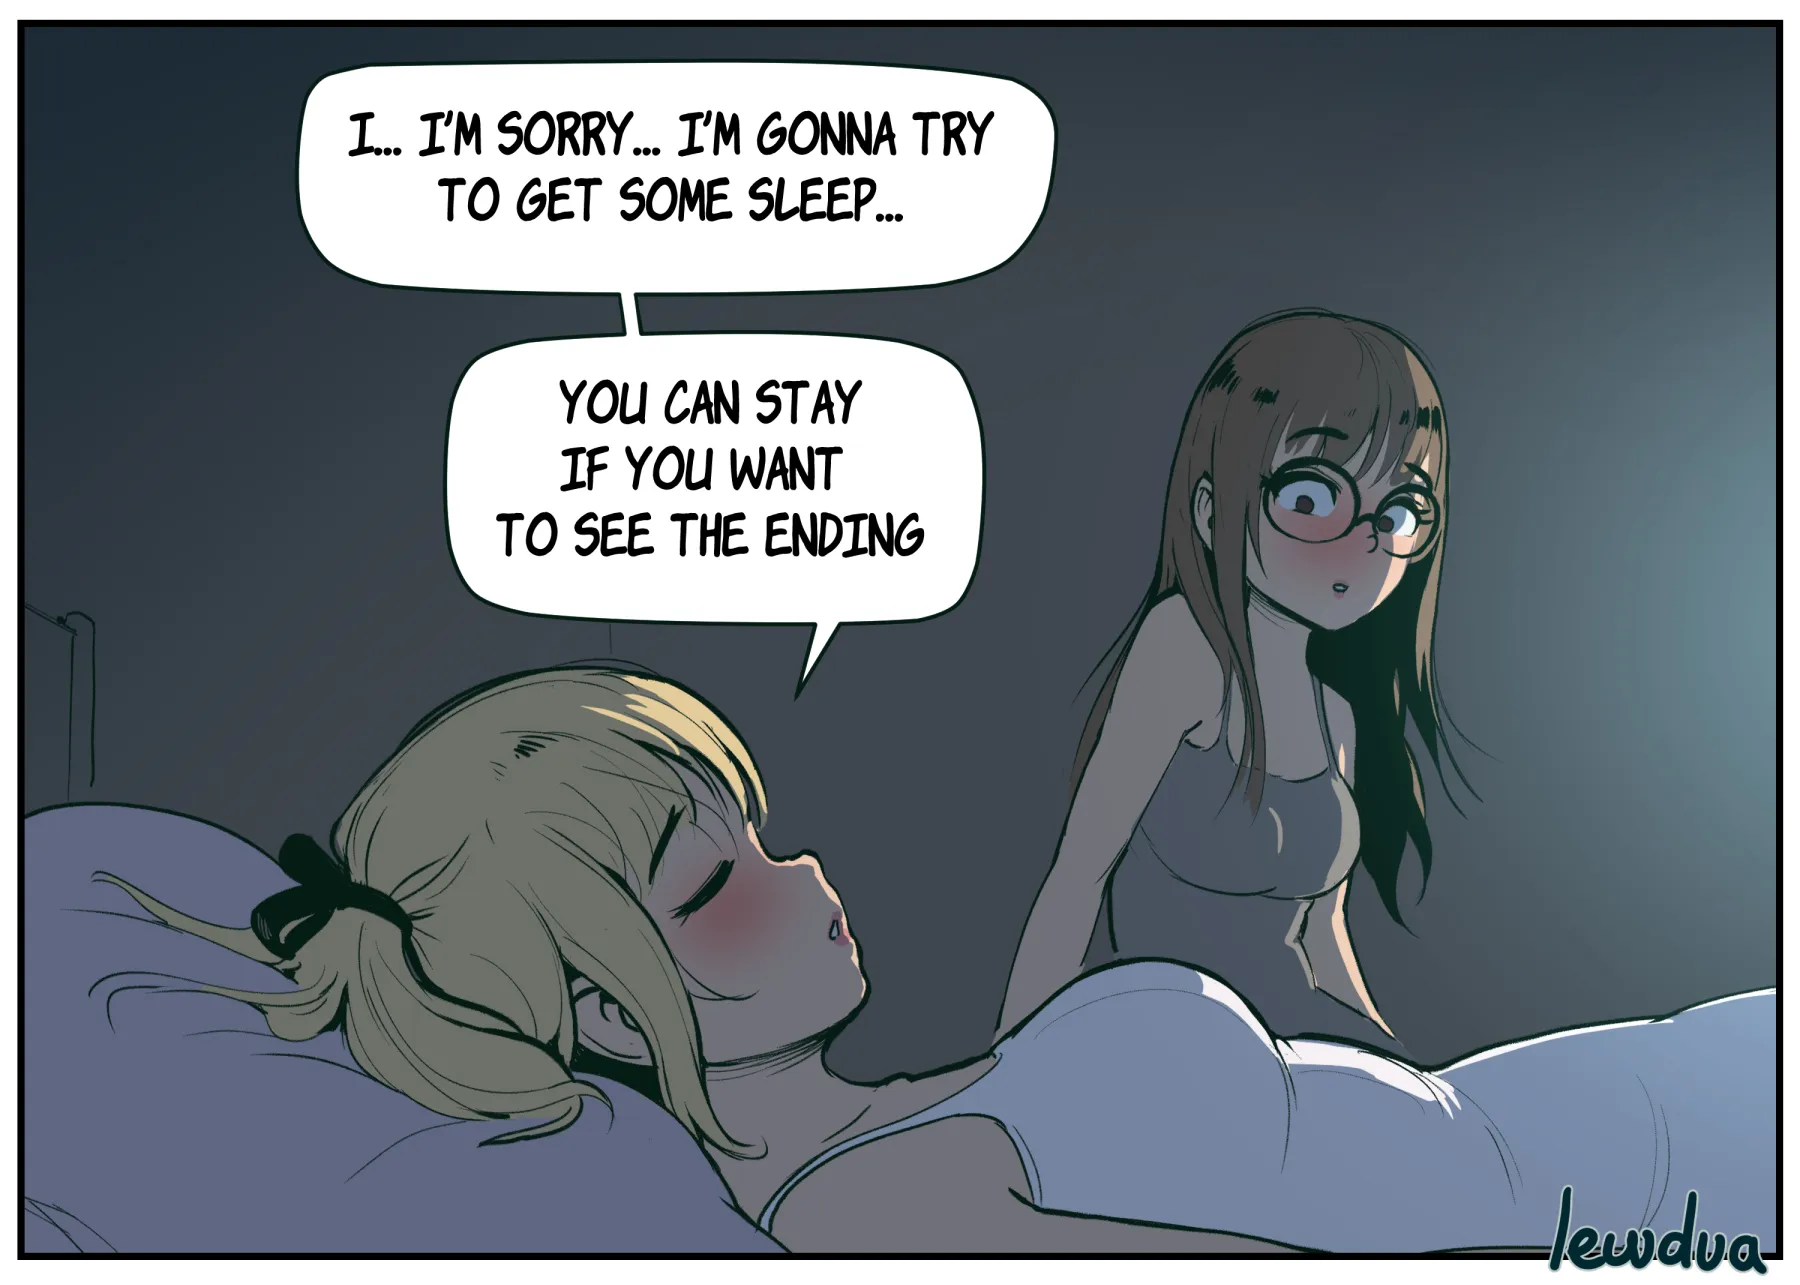 I... I'M SORRY... I'M GONNA TRY
TO GET SOME SLEEP...
YOU CAN STAY
IF YOU WANT
TO SEE THE ENDING
lewdua